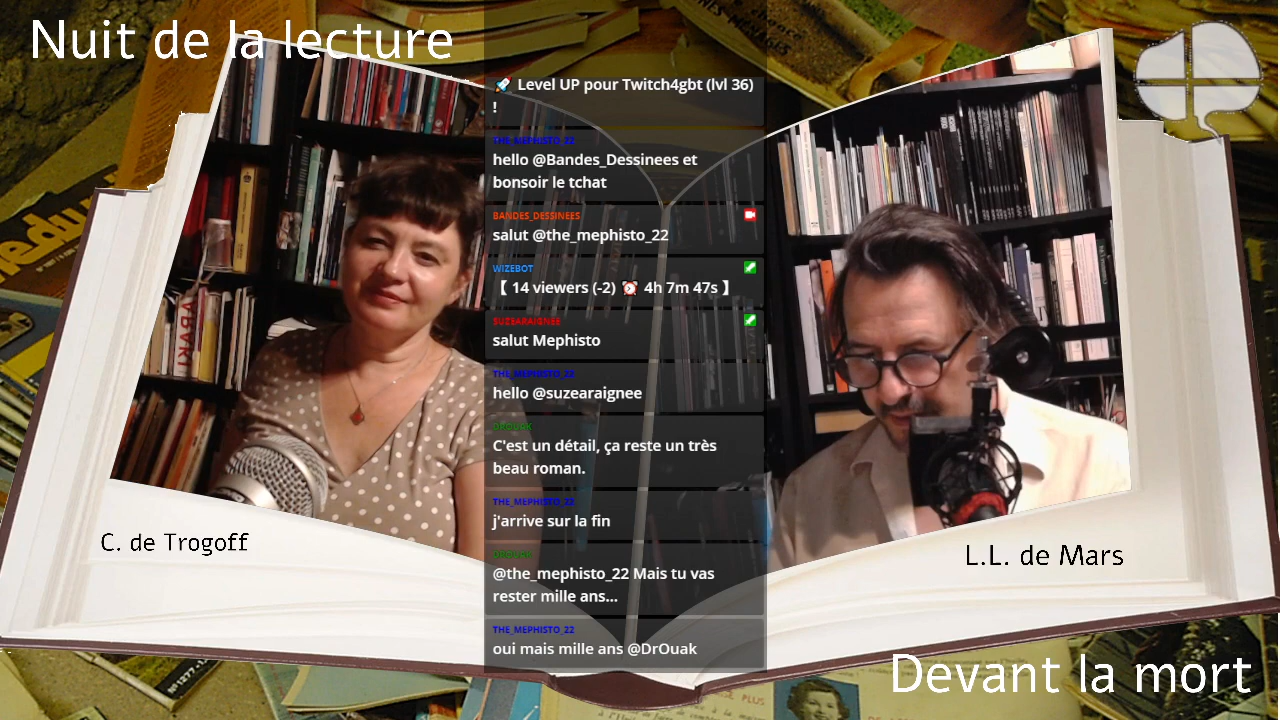 Nuit de la lecture
🚀 Level UP pour Twitch4gbt (lvl 36)
!
THE_MEPHISTO_22
hello @Bandes_Dessinees et
bonsoir le tchat
BANDES_DESSINEES
salut @the_mephisto_22
WIZEBOT
【 14 viewers (-2) ⏰ 4h 7m 47s 】
SUZEARAIGNEE
salut Mephisto
THE_MEPHISTO_22
hello @suzearaignee
DROUAK
C'est un détail, ça reste un très
beau roman.
THE_MEPHISTO_22
j'arrive sur la fin
DROUAK
@the_mephisto_22 Mais tu vas
rester mille ans...
THE_MEPHISTO_22
oui mais mille ans @DrOuak
C. de Trogoff
L.L. de Mars
Devant la mort